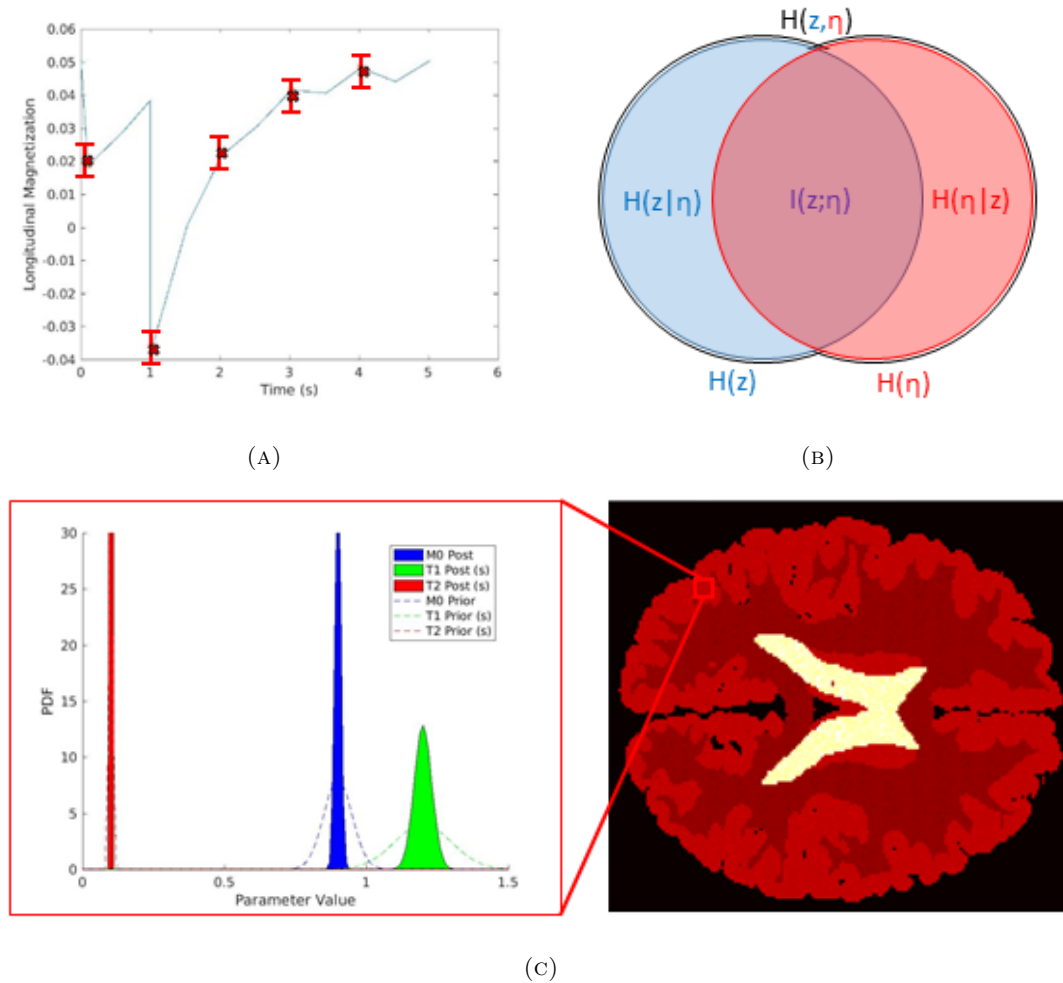 0.06
0.05
0.04
0.03
0.02
0.01
0
-0.01
-0.02
-0.03
-0.04
Longitudinal Magnetization
0 1 2 3 4 5 6
Time (s)
(A)
H(z,η)
H(z|η) I(z;η) H(η|z)
H(z) H(η)
(B)
30
25
20
15
10
5
0
PDF
M0 Post
T1 Post (s)
T2 Post (s)
M0 Prior
T1 Prior (s)
T2 Prior (s)
0 0.5 1 1.5
Parameter Value
(C)